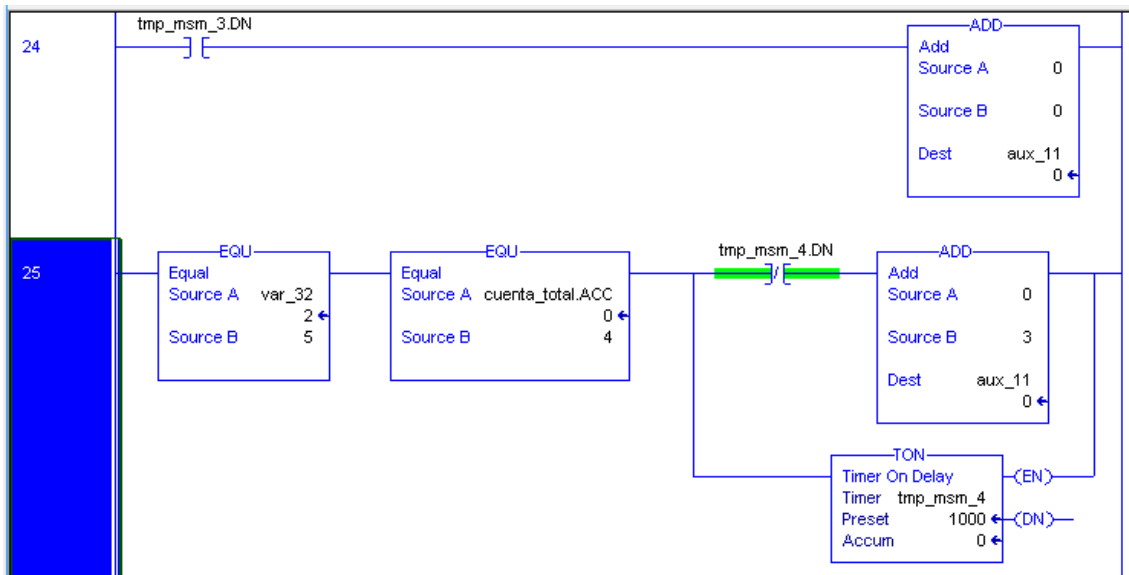 tmp_msm_3.DN
24
ADD
Add
Source A 0
Source B 0
Dest aux_11
0
25
EQU
Equal
Source A var_32
2
Source B 5
EQU
Equal
Source A cuenta_total.ACC
0
Source B 4
tmp_msm_4.DN
ADD
Add
Source A 0
Source B 3
Dest aux_11
0
TON
Timer On Delay
Timer tmp_msm_4
Preset 1000
Accum 0
(EN)
(DN)